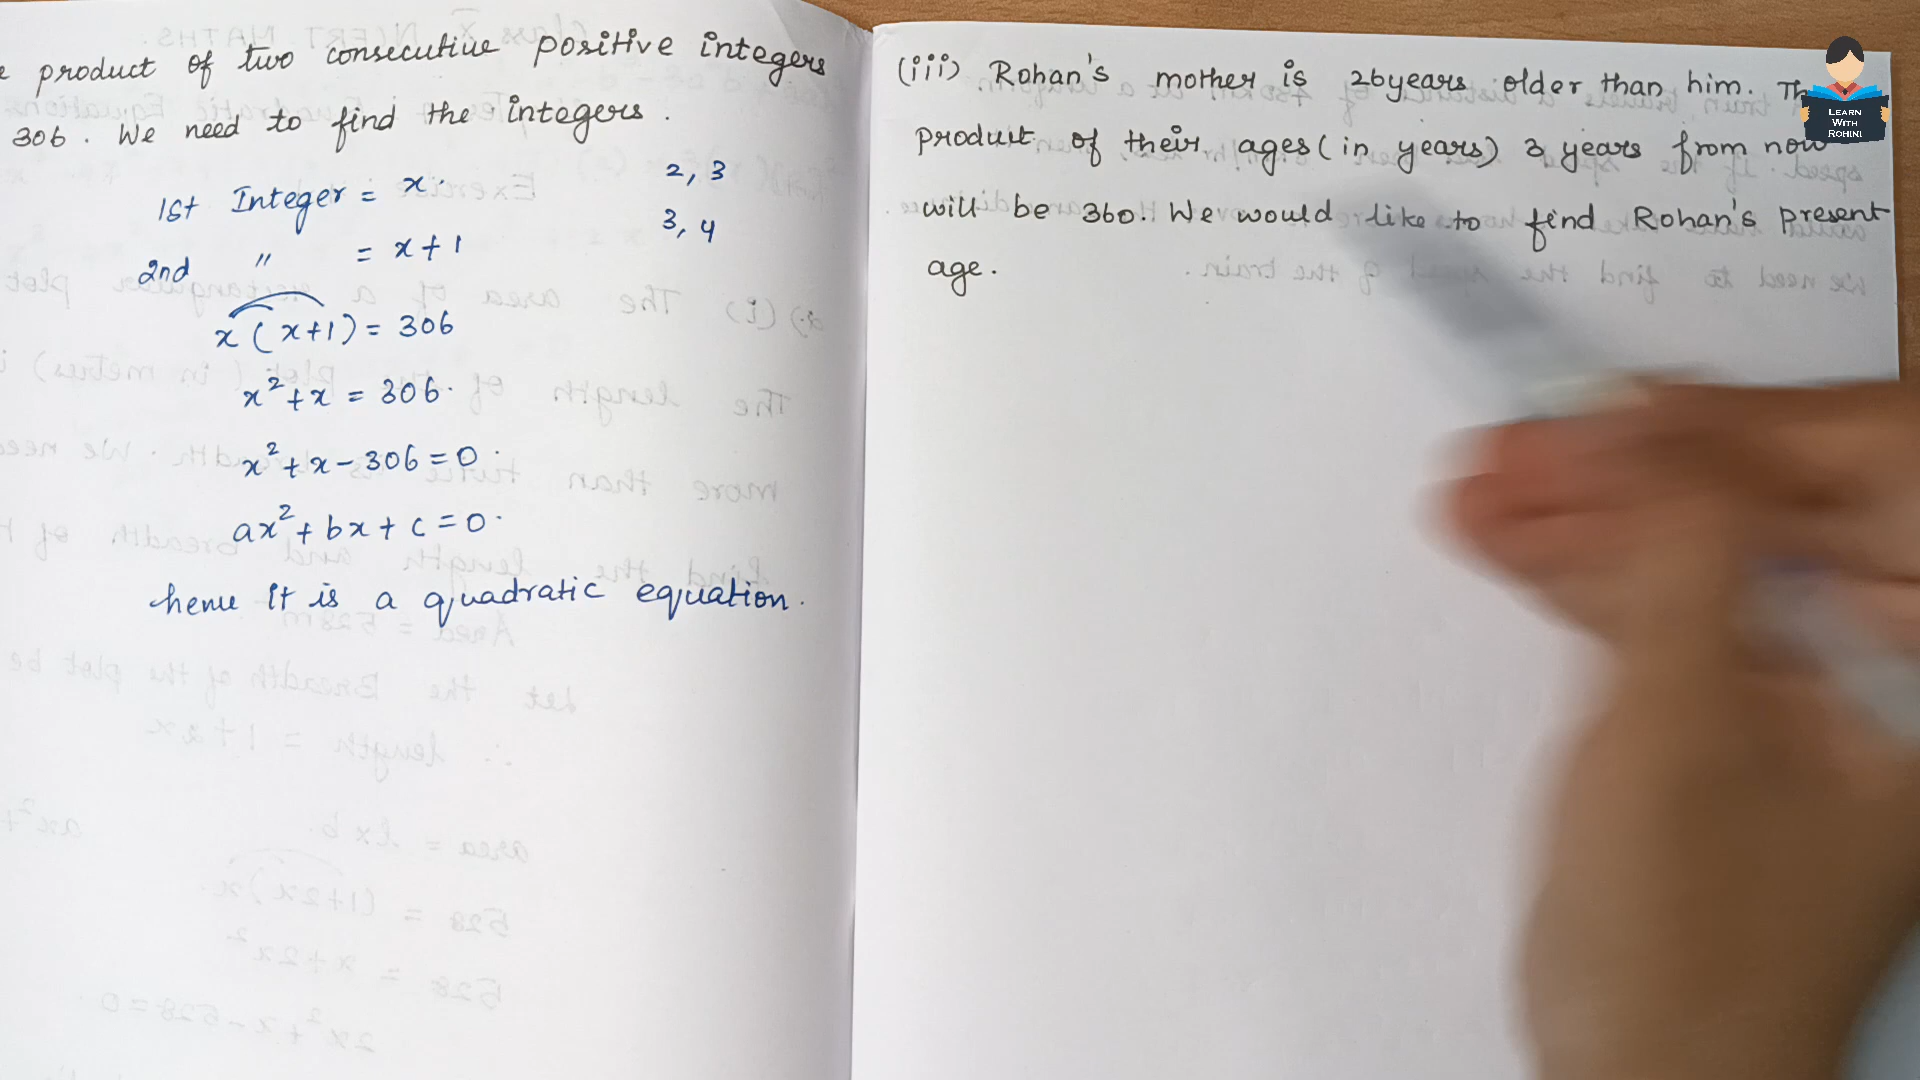 product of two consecutive positive integers
306. We need to find the integers.
1st Integer = x.
2nd " = x+1
2, 3
3, 4
x(x+1) = 306
x²+x = 306.
x²+x-306=0.
ax²+bx+c=0.
hence it is a quadratic equation.
(iii) Rohan's mother is 26years older than him.
product of their ages (in years) 3 years from now
will be 360. We would like to find Rohan's present
age.
LEARN
WITH
ROHINI